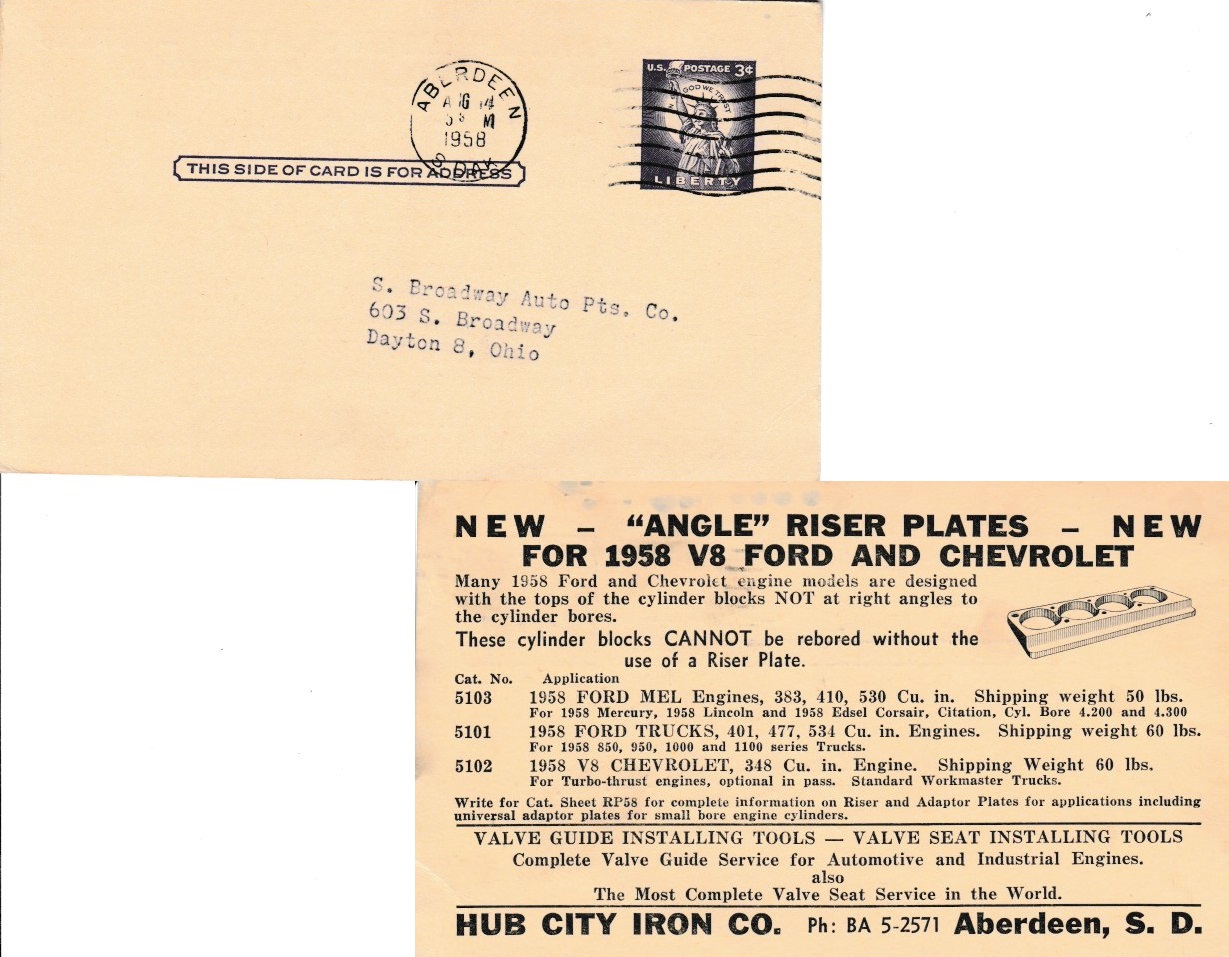 ABERDEEN
AUG 14
M
1958
S. DAK.
U.S. POSTAGE 3¢
IN GOD WE TRUST
LIBERTY
THIS SIDE OF CARD IS FOR ADDRESS
S. Broadway Auto Pts. Co.
603 S. Broadway
Dayton 8, Ohio
NEW – “ANGLE” RISER PLATES – NEW
FOR 1958 V8 FORD AND CHEVROLET
Many 1958 Ford and Chevrolet engine models are designed
with the tops of the cylinder blocks NOT at right angles to
the cylinder bores.
These cylinder blocks CANNOT be rebored without the
use of a Riser Plate.
Cat. No. Application
5103 1958 FORD MEL Engines, 383, 410, 530 Cu. in. Shipping weight 50 lbs.
For 1958 Mercury, 1958 Lincoln and 1958 Edsel Corsair, Citation, Cyl. Bore 4.200 and 4.300
5101 1958 FORD TRUCKS, 401, 477, 534 Cu. in. Engines. Shipping weight 60 lbs.
For 1958 850, 950, 1000 and 1100 series Trucks.
5102 1958 V8 CHEVROLET, 348 Cu. in. Engine. Shipping Weight 60 lbs.
For Turbo-thrust engines, optional in pass. Standard Workmaster Trucks.
Write for Cat. Sheet RP58 for complete information on Riser and Adaptor Plates for applications including
universal adaptor plates for small bore engine cylinders.
VALVE GUIDE INSTALLING TOOLS — VALVE SEAT INSTALLING TOOLS
Complete Valve Guide Service for Automotive and Industrial Engines.
also
The Most Complete Valve Seat Service in the World.
HUB CITY IRON CO. Ph: BA 5-2571 Aberdeen, S. D.